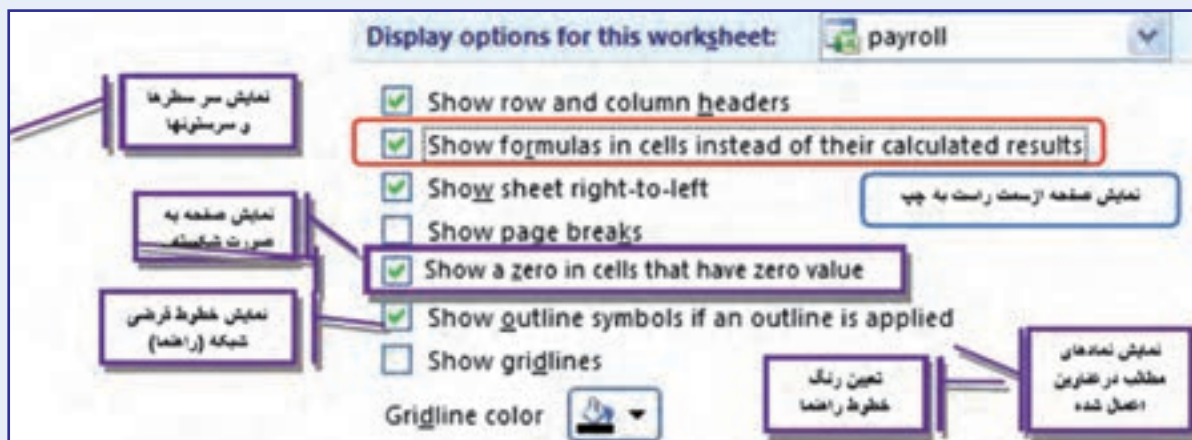 Display options for this worksheet: payroll
نمایش سر سطرها
و سرستونها
Show row and column headers
Show formulas in cells instead of their calculated results
Show sheet right-to-left
نمایش صفحه ازسمت راست به چپ
نمایش صفحه به
صورت شکسته
Show page breaks
Show a zero in cells that have zero value
نمایش خطوط فرضی
شبکه (راهنما)
Show outline symbols if an outline is applied
Show gridlines
نمایش نمادهای
مطالب در عناوین
اعمال شده
تعیین رنگ
خطوط راهنما
Gridline color